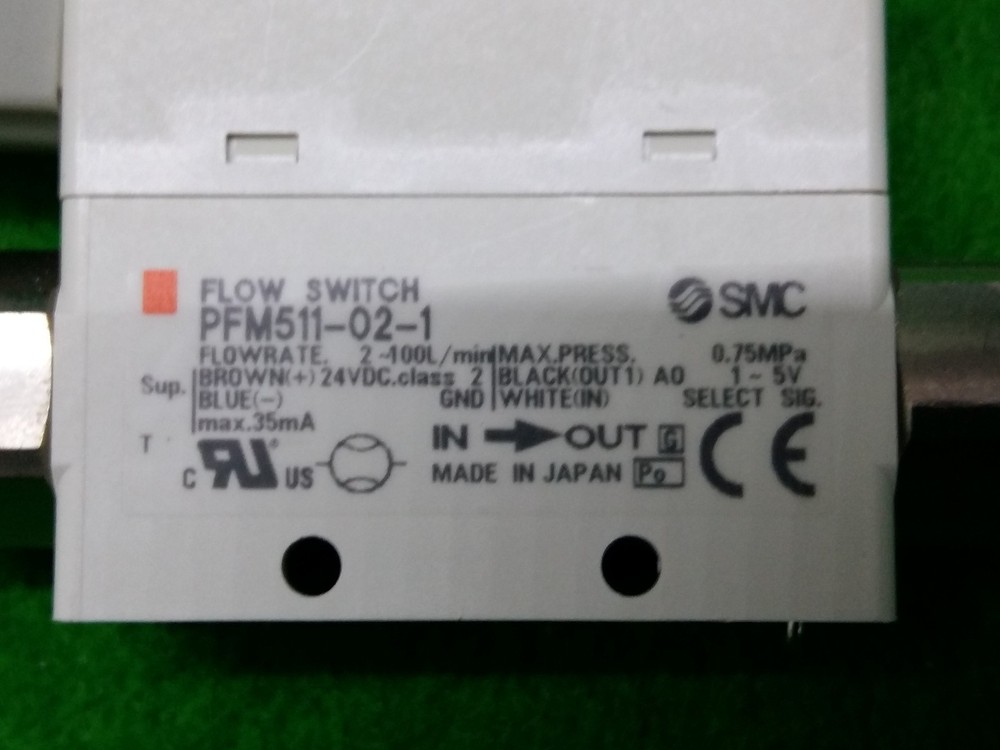 FLOW SWITCH
SMC
PFM511-02-1
FLOWRATE. 2~100L/min MAX.PRESS. 0.75MPa
Sup. BROWN(+) 24VDC.class 2 BLACK(OUT1) AO 1~5V
BLUE(-) GND WHITE(IN) SELECT SIG.
max.35mA
T
IN OUT G
C RU US
CE
MADE IN JAPAN Po